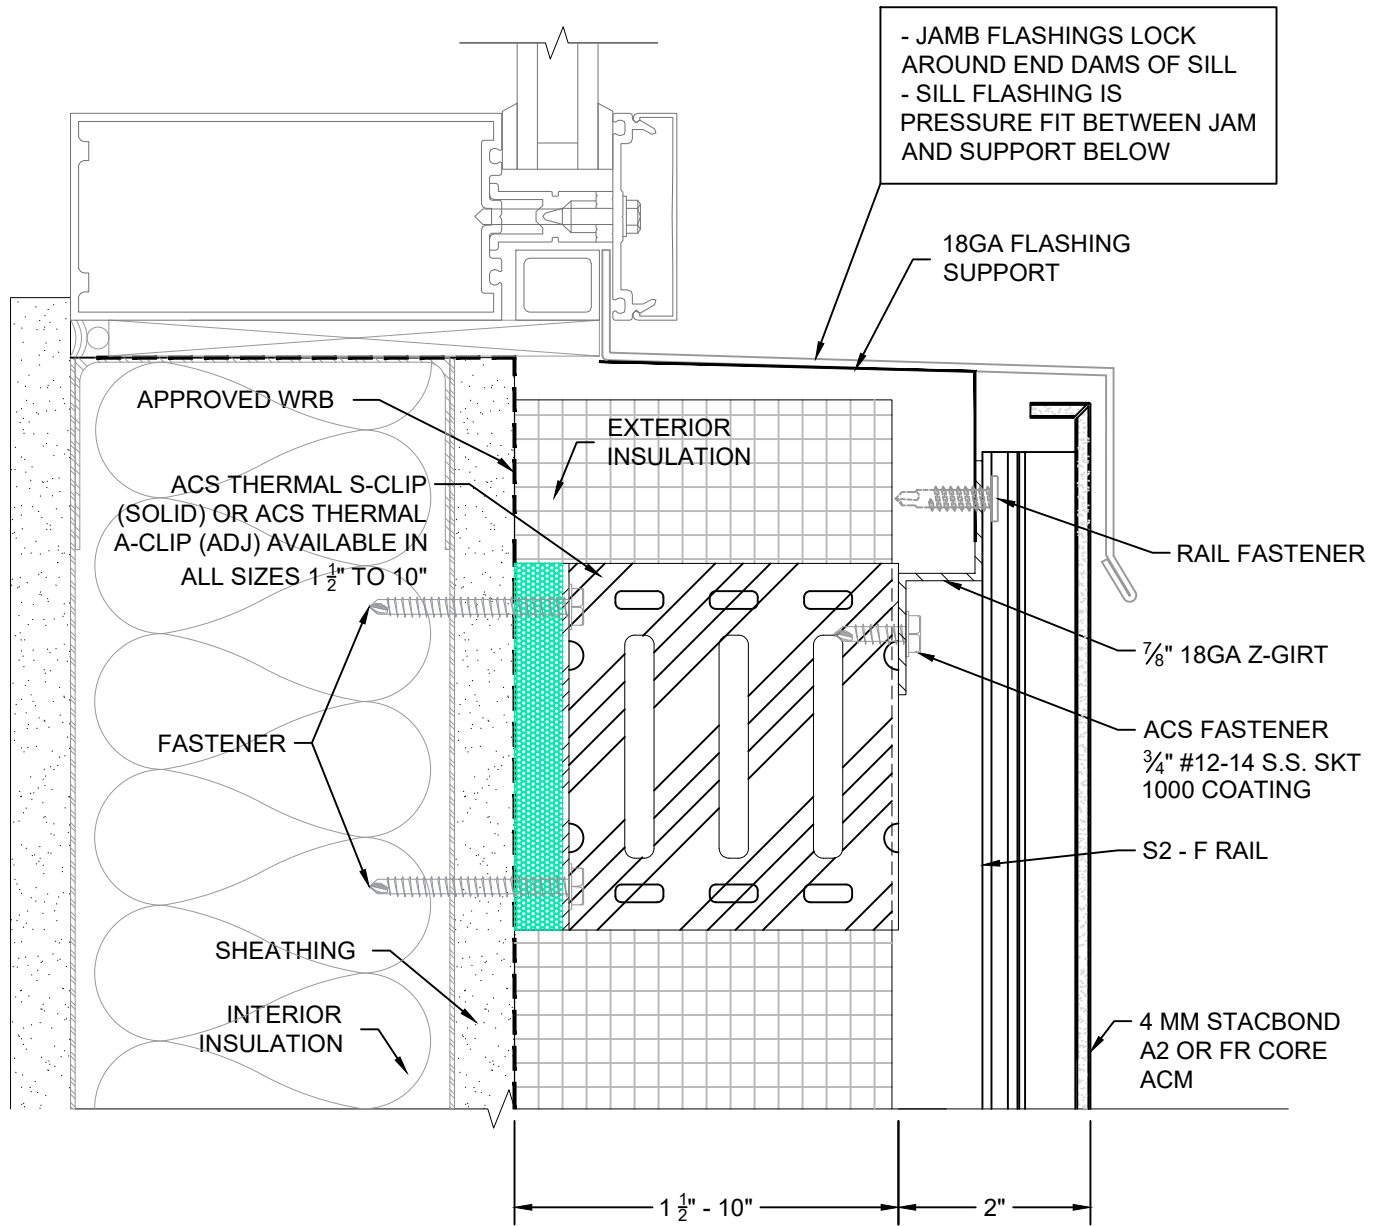 - JAMB FLASHINGS LOCK
AROUND END DAMS OF SILL
- SILL FLASHING IS
PRESSURE FIT BETWEEN JAM
AND SUPPORT BELOW
18GA FLASHING
SUPPORT
APPROVED WRB
EXTERIOR
INSULATION
ACS THERMAL S-CLIP
(SOLID) OR ACS THERMAL
A-CLIP (ADJ) AVAILABLE IN
ALL SIZES 1 1/2" TO 10"
RAIL FASTENER
7/8" 18GA Z-GIRT
FASTENER
ACS FASTENER
3/4" #12-14 S.S. SKT
1000 COATING
S2 - F RAIL
SHEATHING
INTERIOR
INSULATION
4 MM STACBOND
A2 OR FR CORE
ACM
1 1/2" - 10"
2"